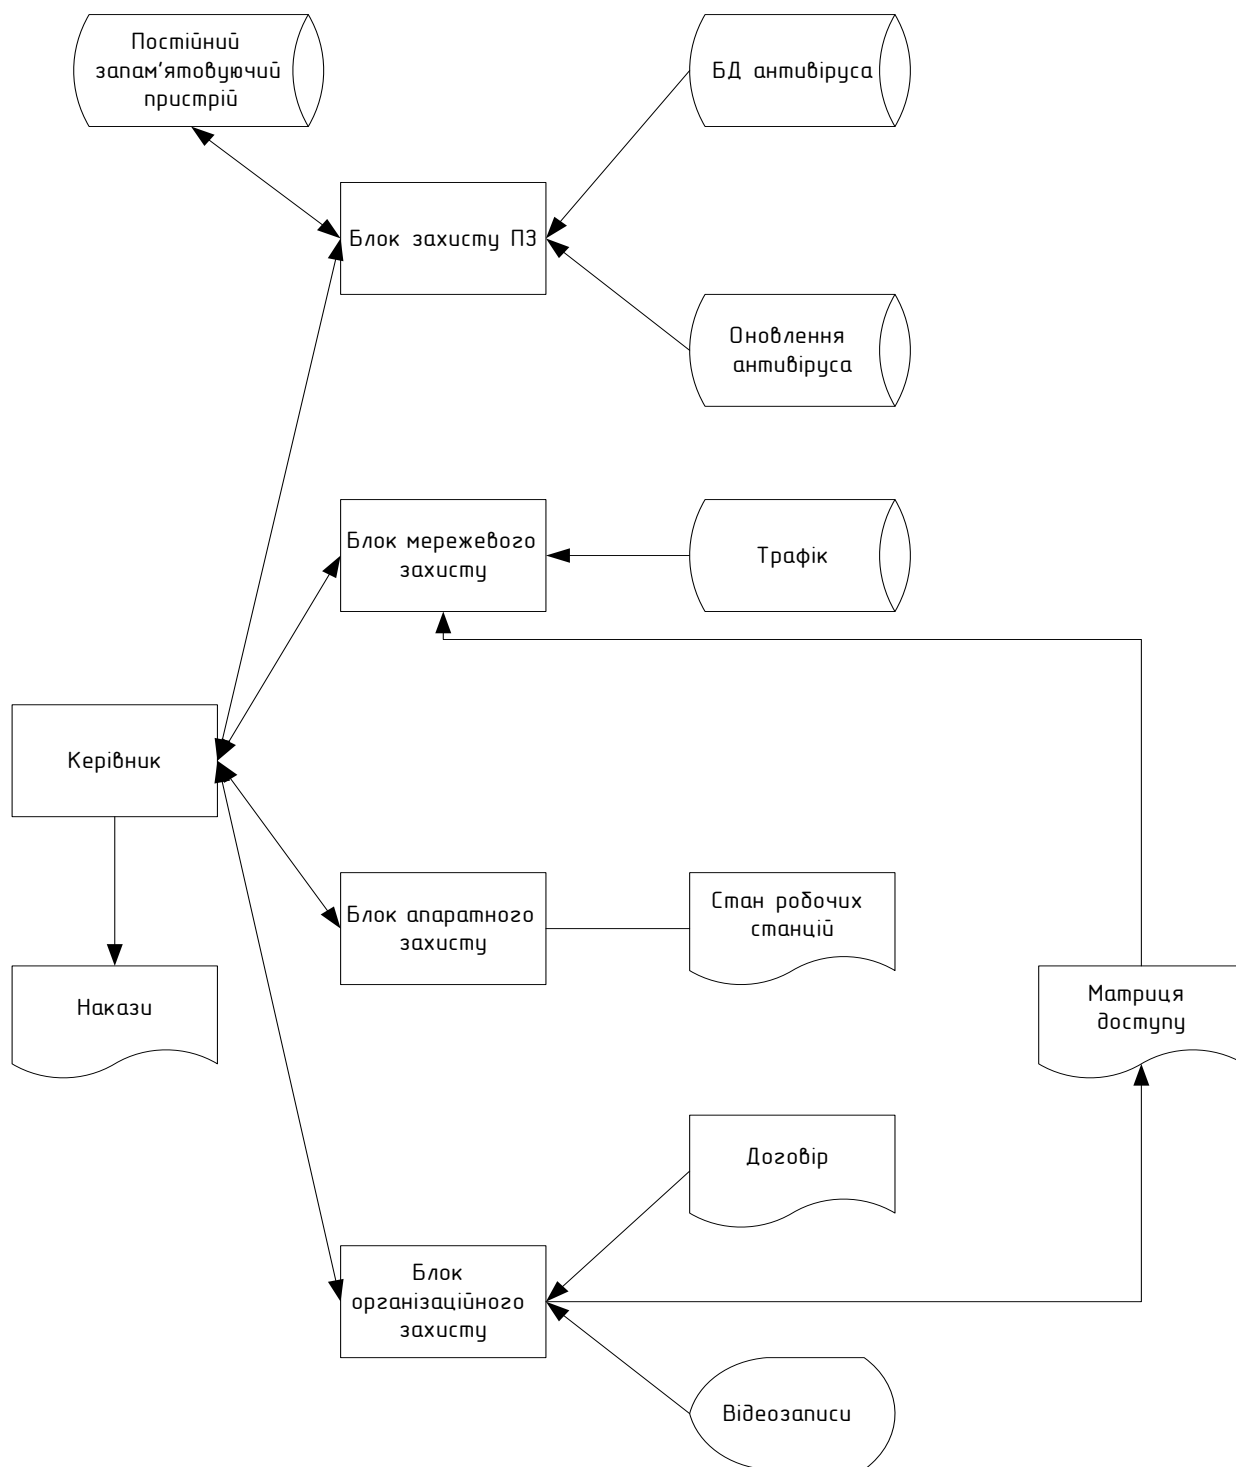 Постійний
запам'ятовуючий
пристрій
БД антивіруса
Блок захисту ПЗ
Оновлення
антивіруса
Блок мережевого
захисту
Трафік
Керівник
Блок апаратного
захисту
Стан робочих
станцій
Накази
Матриця
доступу
Договір
Блок
організаційного
захисту
Відеозаписи